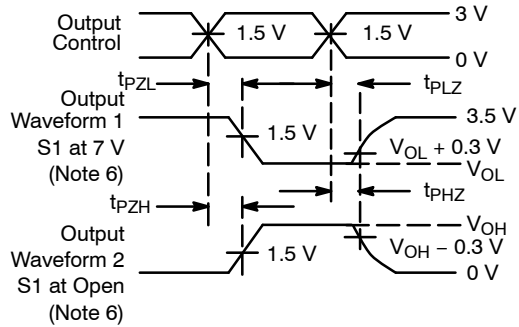 Output
Control
1.5 V
1.5 V
3 V
0 V
tPZL
tPLZ
Output
Waveform 1
S1 at 7 V
(Note 6)
1.5 V
3.5 V
VOL + 0.3 V
VOL
tPZH
tPHZ
Output
Waveform 2
S1 at Open
(Note 6)
1.5 V
VOH
VOH − 0.3 V
0 V